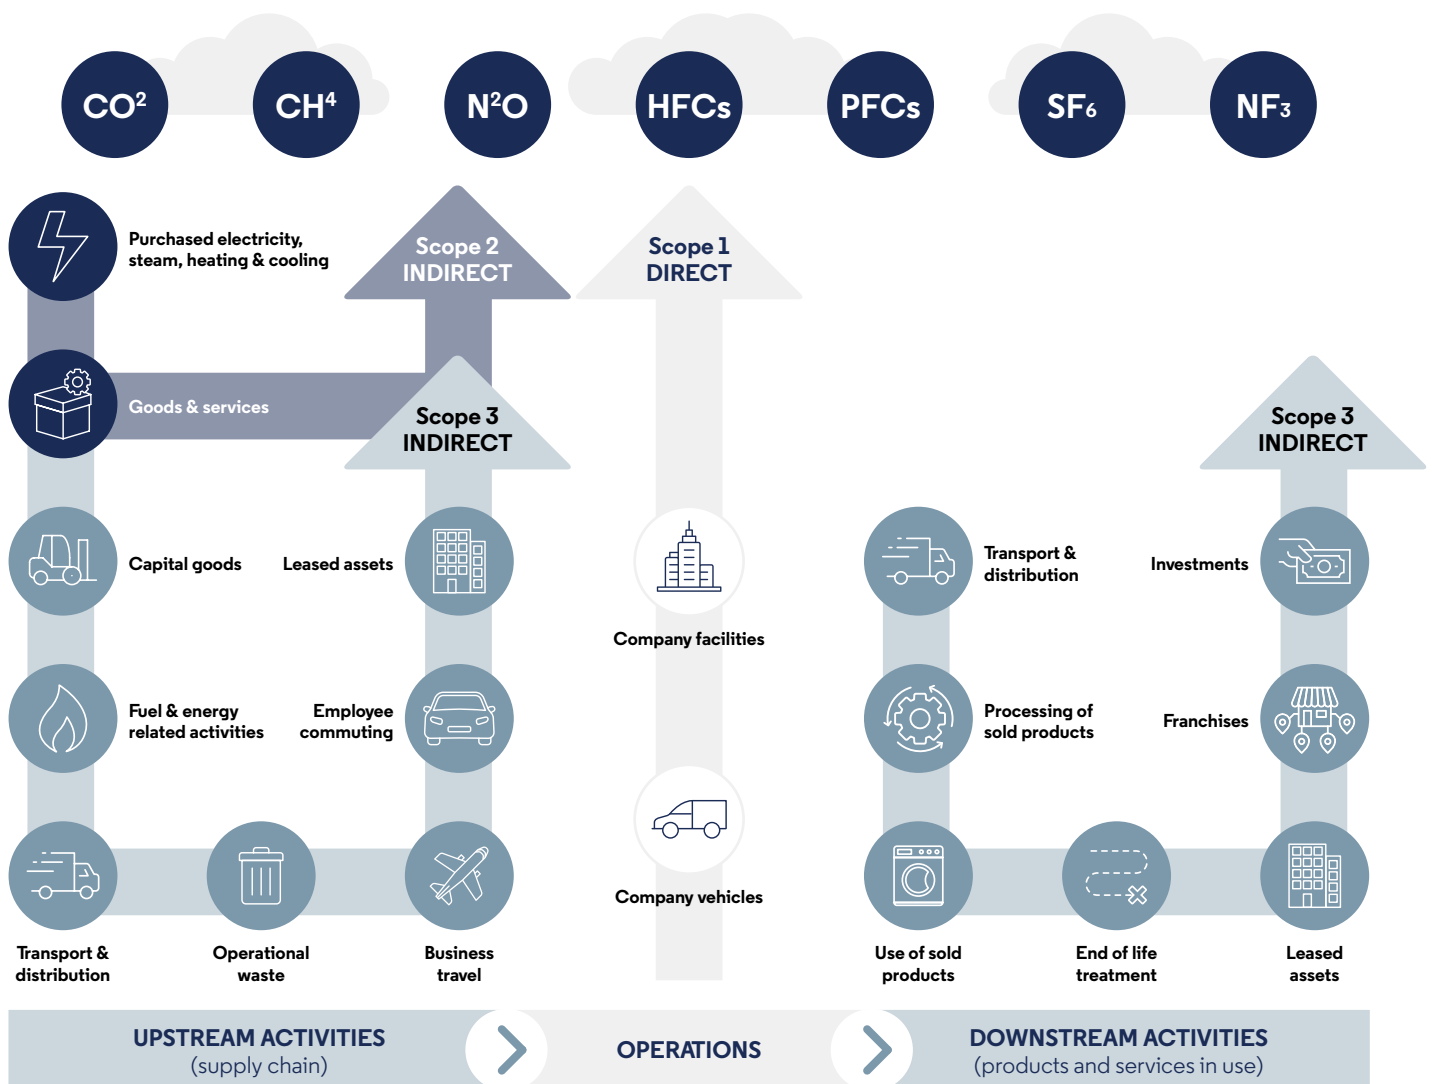 CO²
CH⁴
N²O
HFCs
PFCs
SF₆
NF₃
Purchased electricity,
steam, heating & cooling
Scope 2
INDIRECT
Scope 1
DIRECT
Goods & services
Scope 3
INDIRECT
Scope 3
INDIRECT
Capital goods
Leased assets
Transport &
distribution
Investments
Company facilities
Fuel & energy
related activities
Employee
commuting
Processing of
sold products
Franchises
Company vehicles
Transport &
distribution
Operational
waste
Business
travel
Use of sold
products
End of life
treatment
Leased
assets
UPSTREAM ACTIVITIES
(supply chain)
OPERATIONS
DOWNSTREAM ACTIVITIES
(products and services in use)